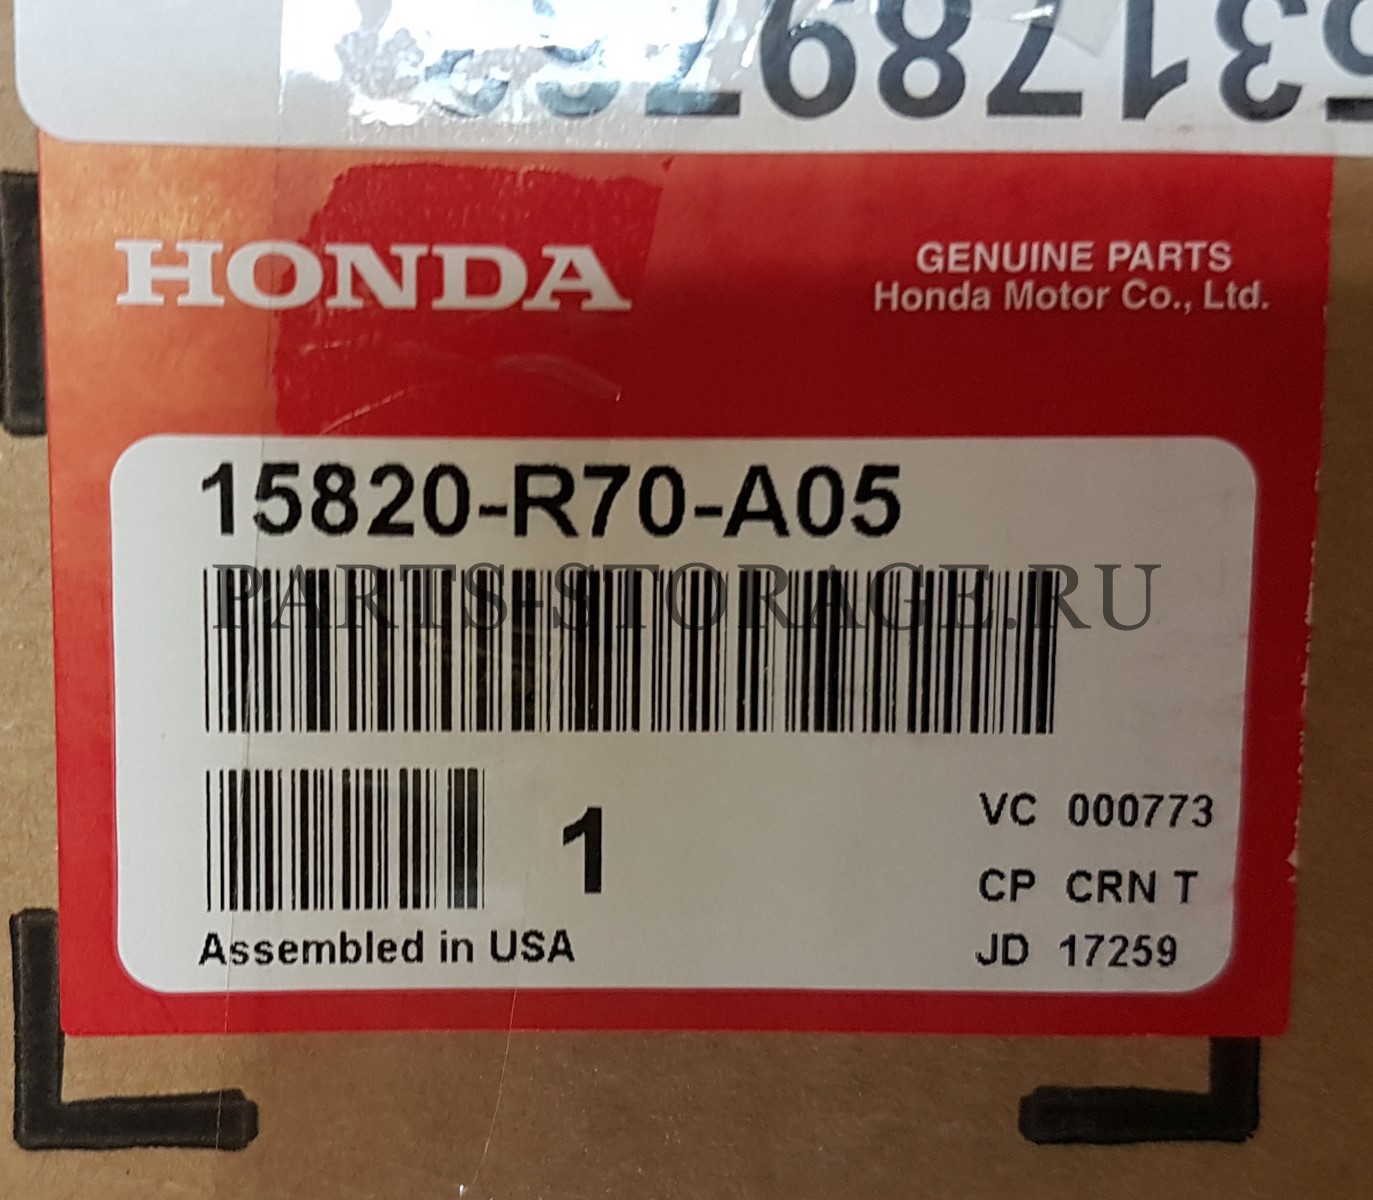 HONDA
GENUINE PARTS
Honda Motor Co., Ltd.
15820-R70-A05
PARTS-STORAGE.RU
1
VC 000773
CP CRN T
JD 17259
Assembled in USA